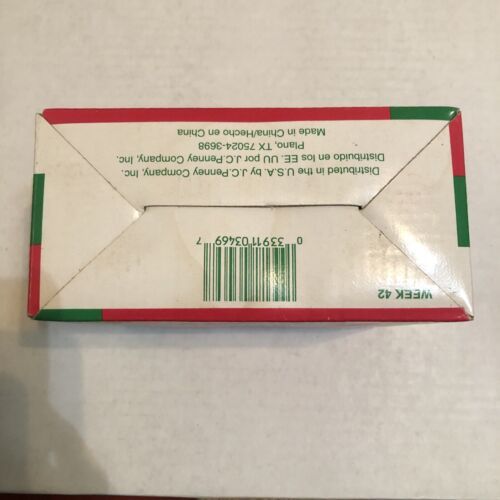 WEEK 42
0 33911 03469 7
Distributed in the U.S.A. by J.C.Penney Company, Inc.
Distribuido en los EE. UU por J.C.Penney Company, Inc.
Plano, TX 75024-3698
Made in China/Hecho en China